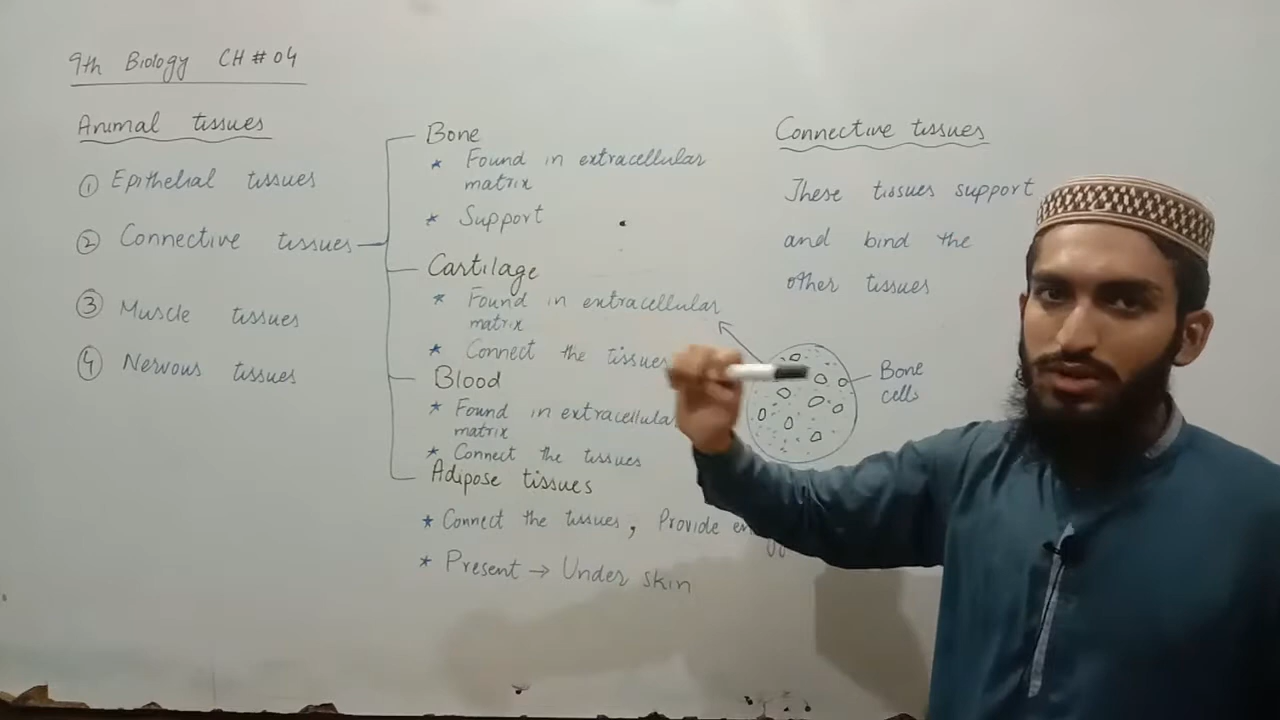 9th Biology CH # 04
Animal tissues
① Epithelial tissues
② Connective tissues
③ Muscle tissues
④ Nervous tissues
Bone
* Found in extracellular
matrix
* Support
Cartilage
* Found in extracellular
matrix
* Connect the tissues
Blood
* Found in extracellular
matrix
* Connect the tissues
Adipose tissues
* Connect the tissues, Provide
* Present → Under skin
Connective tissues
These tissues support
and bind the
other tissues
Bone
cells